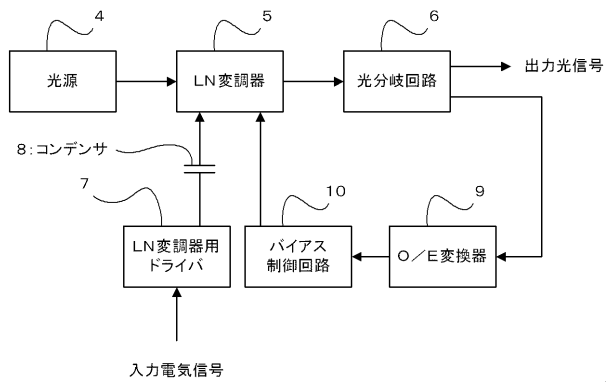 4
5
6
光源
LN変調器
光分岐回路
出力光信号
8:コンデンサ
7
10
9
LN変調器用
ドライバ
バイアス
制御回路
O/E変換器
入力電気信号